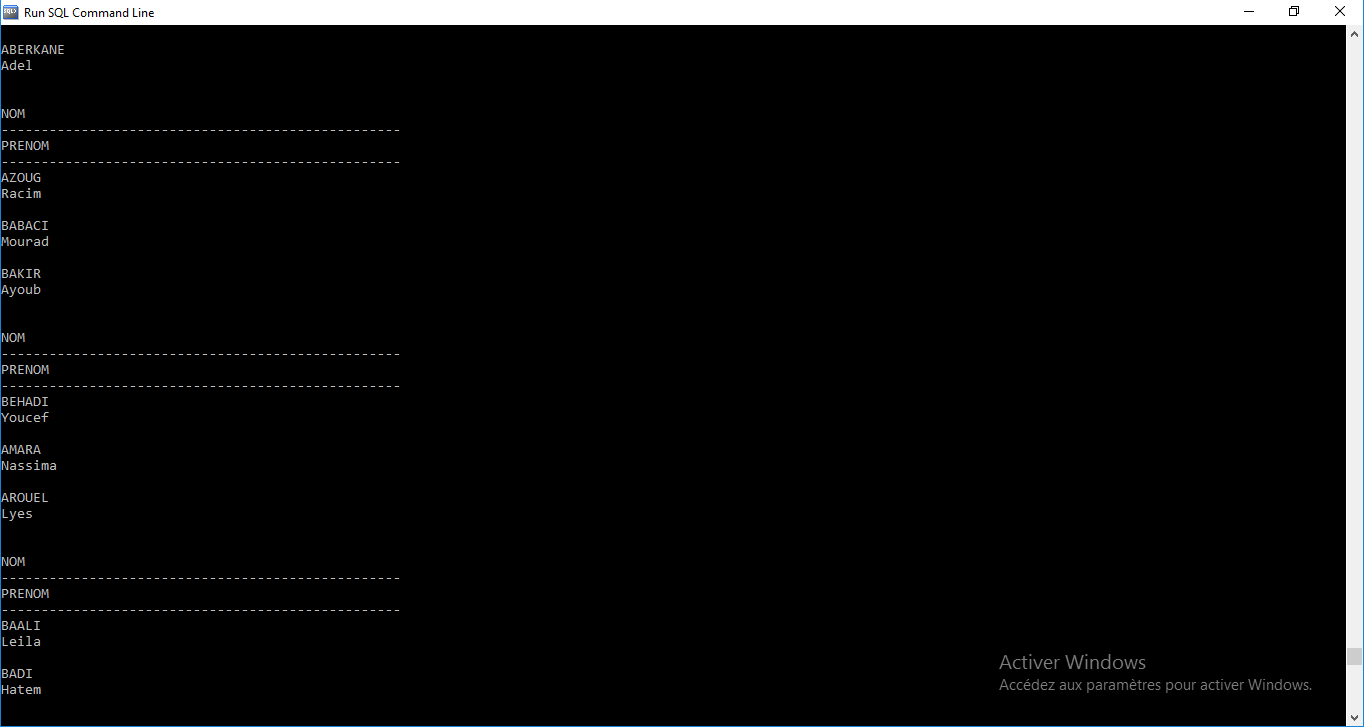 Run SQL Command Line
ABERKANE
Adel
NOM
--------------------------------------------------
PRENOM
--------------------------------------------------
AZOUG
Racim
BABACI
Mourad
BAKIR
Ayoub
NOM
--------------------------------------------------
PRENOM
--------------------------------------------------
BEHADI
Youcef
AMARA
Nassima
AROUEL
Lyes
NOM
--------------------------------------------------
PRENOM
--------------------------------------------------
BAALI
Leila
BADI
Hatem
Activer Windows
Accédez aux paramètres pour activer Windows.